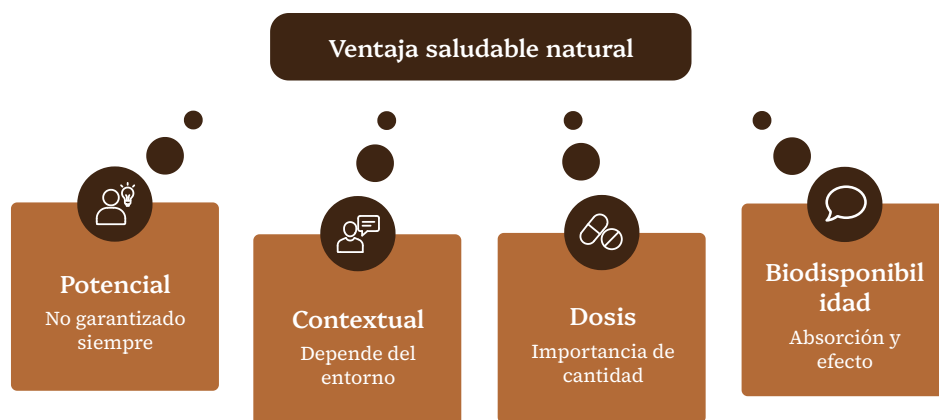 Ventaja saludable natural
Potencial
No garantizado
siempre
Contextual
Depende del
entorno
Dosis
Importancia de
cantidad
Biodisponibil
idad
Absorción y
efecto